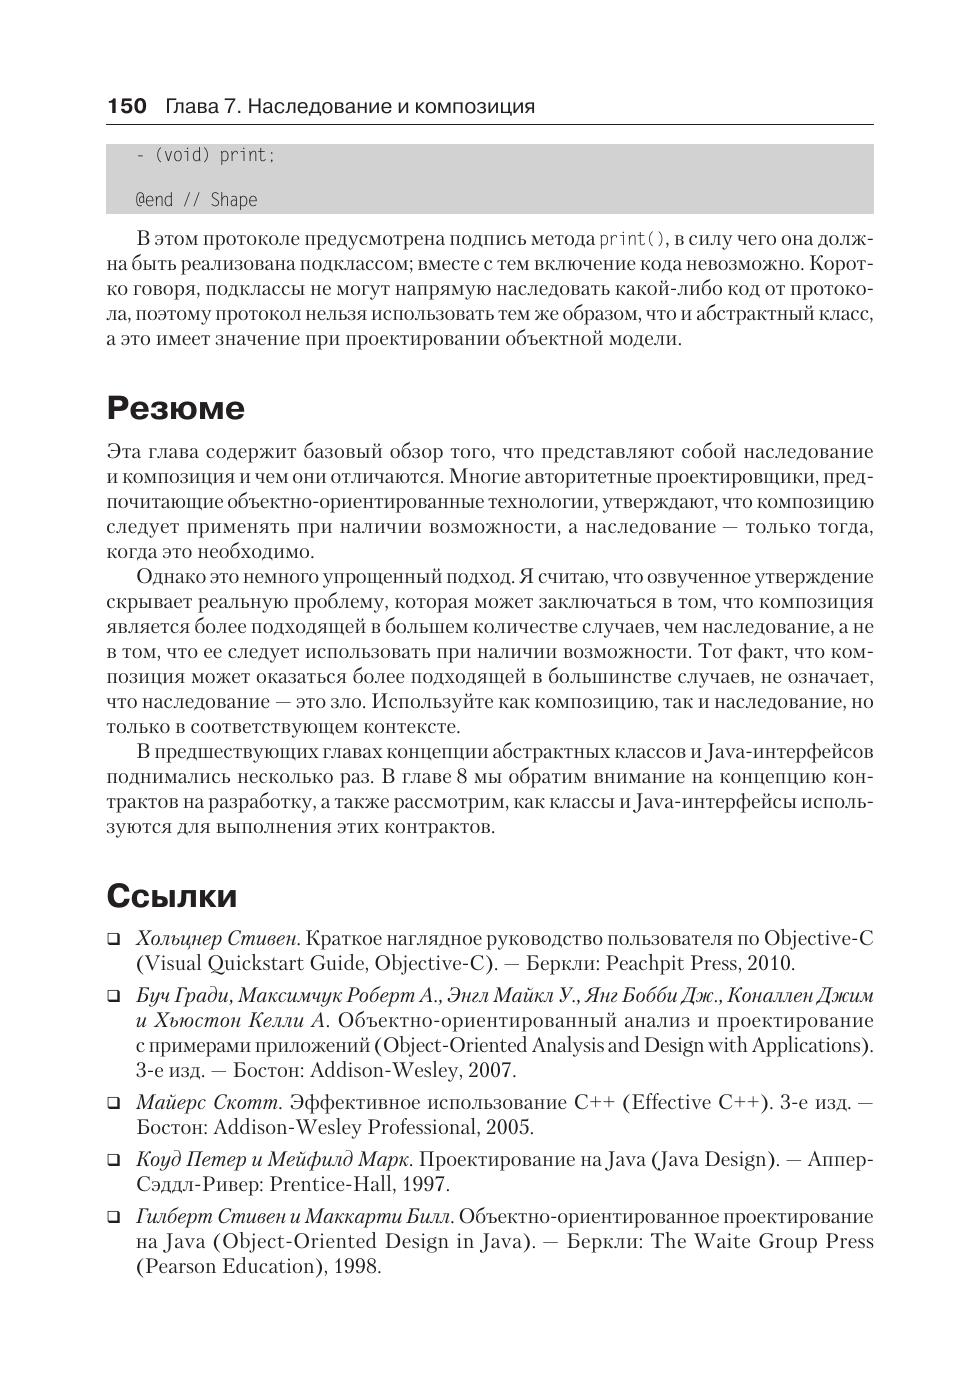 150 Глава 7. Наследование и композиция
- (void) print;
@end // Shape
В этом протоколе предусмотрена подпись метода print(), в силу чего она долж-
на быть реализована подклассом; вместе с тем включение кода невозможно. Корот-
ко говоря, подклассы не могут напрямую наследовать какой-либо код от протоко-
ла, поэтому протокол нельзя использовать тем же образом, что и абстрактный класс,
а это имеет значение при проектировании объектной модели.
Резюме
Эта глава содержит базовый обзор того, что представляют собой наследование
и композиция и чем они отличаются. Многие авторитетные проектировщики, пред-
почитающие объектно-ориентированные технологии, утверждают, что композицию
следует применять при наличии возможности, а наследование — только тогда,
когда это необходимо.
Однако это немного упрощенный подход. Я считаю, что озвученное утверждение
скрывает реальную проблему, которая может заключаться в том, что композиция
является более подходящей в большем количестве случаев, чем наследование, а не
в том, что ее следует использовать при наличии возможности. Тот факт, что ком-
позиция может оказаться более подходящей в большинстве случаев, не означает,
что наследование — это зло. Используйте как композицию, так и наследование, но
только в соответствующем контексте.
В предшествующих главах концепции абстрактных классов и Java-интерфейсов
поднимались несколько раз. В главе 8 мы обратим внимание на концепцию кон-
трактов на разработку, а также рассмотрим, как классы и Java-интерфейсы исполь-
зуются для выполнения этих контрактов.
Ссылки
❑ Хольцнер Стивен. Краткое наглядное руководство пользователя по Objective-C
(Visual Quickstart Guide, Objective-C). — Беркли: Peachpit Press, 2010.
❑ Буч Гради, Максимчук Роберт А., Энгл Майкл У., Янг Бобби Дж., Коналлен Джим
и Хьюстон Келли А. Объектно-ориентированный анализ и проектирование
с примерами приложений (Object-Oriented Analysis and Design with Applications).
3-е изд. — Бостон: Addison-Wesley, 2007.
❑ Майерс Скотт. Эффективное использование C++ (Effective C++). 3-е изд. —
Бостон: Addison-Wesley Professional, 2005.
❑ Коуд Петер и Мейфилд Марк. Проектирование на Java (Java Design). — Аппер-
Сэддл-Ривер: Prentice-Hall, 1997.
❑ Гилберт Стивен и Маккарти Билл. Объектно-ориентированное проектирование
на Java (Object-Oriented Design in Java). — Беркли: The Waite Group Press
(Pearson Education), 1998.